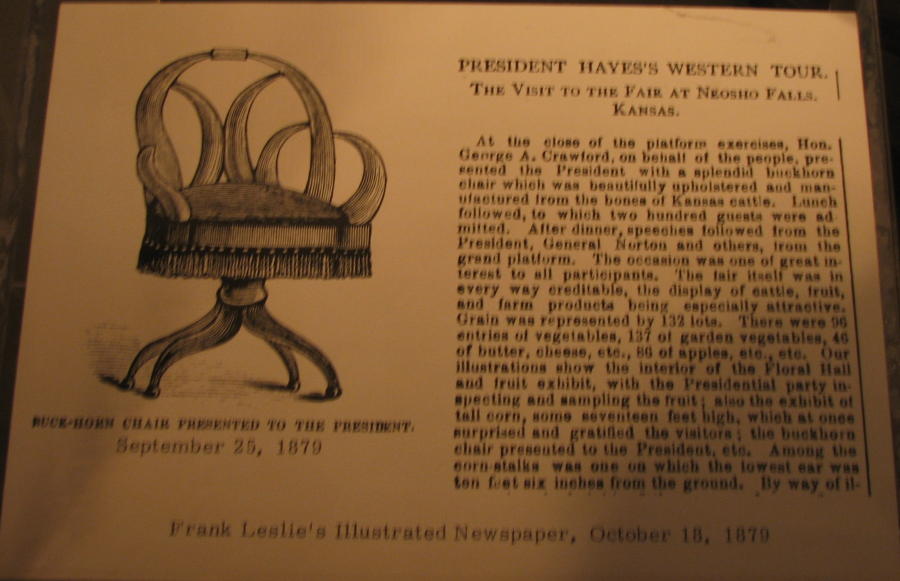 BUCK-HORN CHAIR PRESENTED TO THE PRESIDENT.
September 25, 1879
PRESIDENT HAYES'S WESTERN TOUR.
THE VISIT TO THE FAIR AT NEOSHO FALLS,
KANSAS.
At the close of the platform exercises, Hon.
George A. Crawford, on behalf of the people, pre-
sented the President with a splendid buckhorn
chair which was beautifully upholstered and man-
ufactured from the bones of Kansas cattle. Lunch
followed, to which two hundred guests were ad-
mitted. After dinner, speeches followed from the
President, General Norton and others, from the
grand platform. The occasion was one of great in-
terest to all participants. The fair itself was in
every way creditable, the display of cattle, fruit,
and farm products being especially attractive.
Grain was represented by 132 lots. There were 96
entries of vegetables, 137 of garden vegetables, 46
of butter, cheese, etc., 86 of apples, etc., etc. Our
illustrations show the interior of the Floral Hall
and fruit exhibit, with the Presidential party in-
specting and sampling the fruit; also the exhibit of
tall corn, some seventeen feet high, which at once
surprised and gratified the visitors; the buckhorn
chair presented to the President, etc. Among the
corn-stalks was one on which the lowest ear was
ten feet six inches from the ground. By way of il-
Frank Leslie's Illustrated Newspaper, October 18, 1879